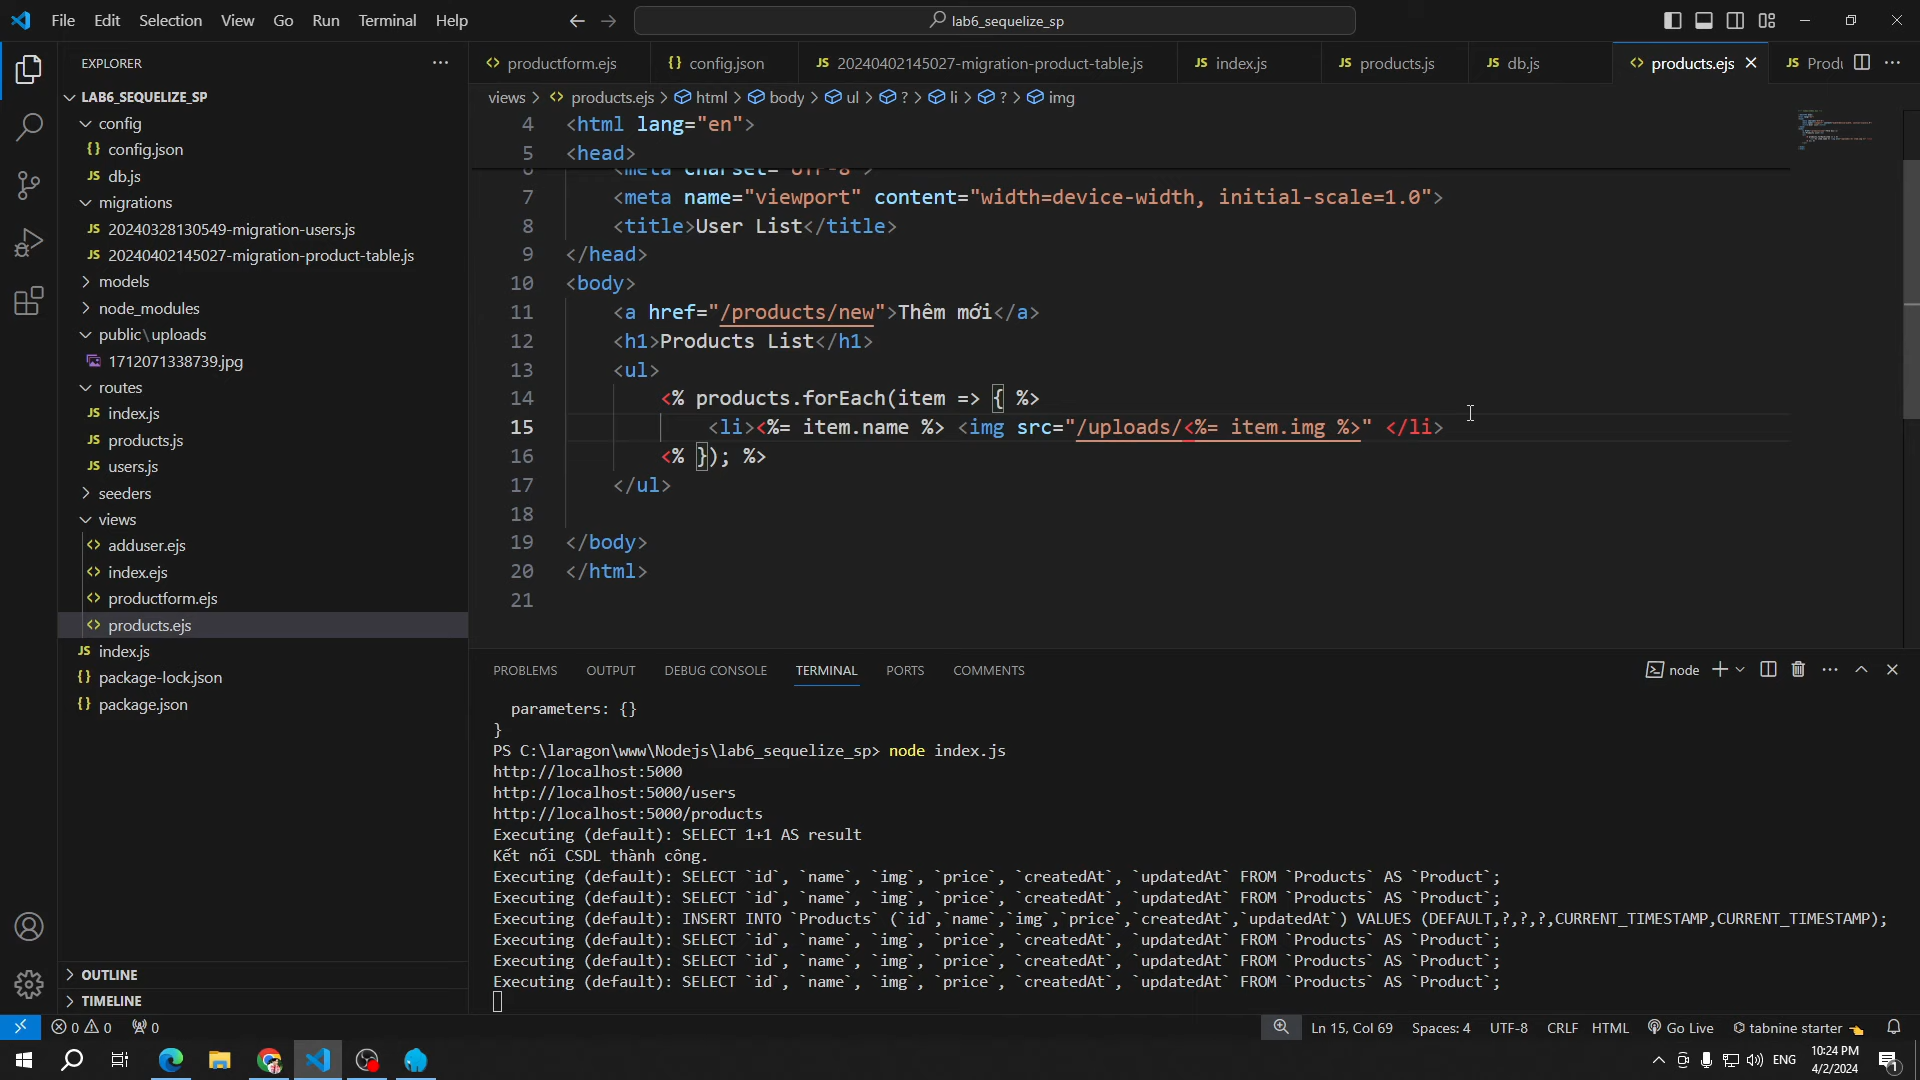 File Edit Selection View Go Run Terminal Help
lab6_sequelize_sp
EXPLORER
LAB6_SEQUELIZE_SP
config
config.json
db.js
migrations
20240328130549-migration-users.js
20240402145027-migration-product-table.js
models
node_modules
public\uploads
1712071338739.jpg
routes
index.js
products.js
users.js
seeders
views
adduser.ejs
index.ejs
productform.ejs
products.ejs
index.js
package-lock.json
package.json
OUTLINE
TIMELINE
productform.ejs config.json 20240402145027-migration-product-table.js index.js products.js db.js products.ejs
views > products.ejs > html > body > ul > ? > li > ? > img
4 <html lang="en">
5 <head>
6 <meta charset="UTF-8">
7 <meta name="viewport" content="width=device-width, initial-scale=1.0">
8 <title>User List</title>
9 </head>
10 <body>
11 <a href="/products/new">Thêm mới</a>
12 <h1>Products List</h1>
13 <ul>
14 <% products.forEach(item => { %>
15 <li><%= item.name %> <img src="/uploads/<%= item.img %>" </li>
16 <% }); %>
17 </ul>
18
19 </body>
20 </html>
21
PROBLEMS OUTPUT DEBUG CONSOLE TERMINAL PORTS COMMENTS
node
parameters: {}
}
PS C:\laragon\www\Nodejs\lab6_sequelize_sp> node index.js
http://localhost:5000
http://localhost:5000/users
http://localhost:5000/products
Executing (default): SELECT 1+1 AS result
Kết nối CSDL thành công.
Executing (default): SELECT `id`, `name`, `img`, `price`, `createdAt`, `updatedAt` FROM `Products` AS `Product`;
Executing (default): SELECT `id`, `name`, `img`, `price`, `createdAt`, `updatedAt` FROM `Products` AS `Product`;
Executing (default): INSERT INTO `Products` (`id`,`name`,`img`,`price`,`createdAt`,`updatedAt`) VALUES (DEFAULT,?,?,?,CURRENT_TIMESTAMP,CURRENT_TIMESTAMP);
Executing (default): SELECT `id`, `name`, `img`, `price`, `createdAt`, `updatedAt` FROM `Products` AS `Product`;
Executing (default): SELECT `id`, `name`, `img`, `price`, `createdAt`, `updatedAt` FROM `Products` AS `Product`;
Executing (default): SELECT `id`, `name`, `img`, `price`, `createdAt`, `updatedAt` FROM `Products` AS `Product`;
0 0 0 Ln 15, Col 69 Spaces: 4 UTF-8 CRLF HTML Go Live tabnine starter
ENG
10:24 PM
4/2/2024
1